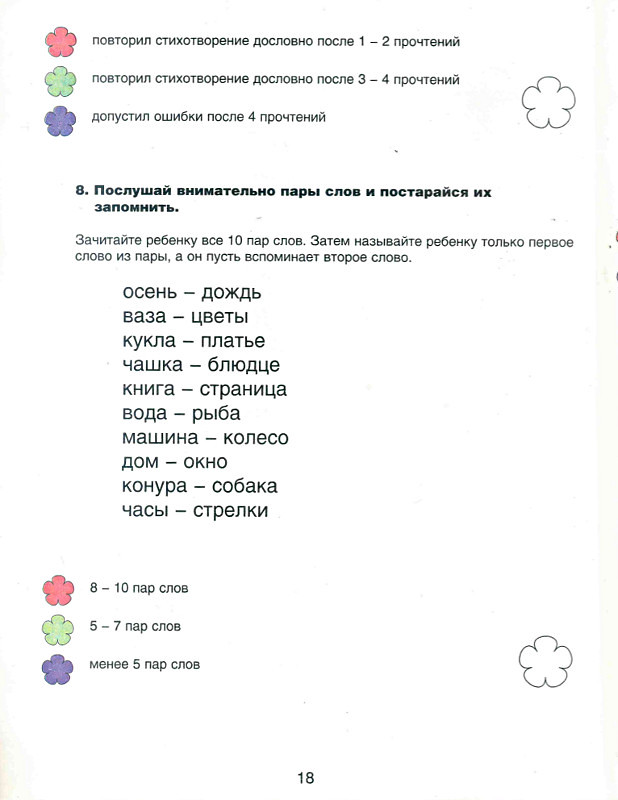 повторил стихотворение дословно после 1 – 2 прочтений
повторил стихотворение дословно после 3 – 4 прочтений
допустил ошибки после 4 прочтений
8. Послушай внимательно пары слов и постарайся их
запомнить.
Зачитайте ребенку все 10 пар слов. Затем называйте ребенку только первое
слово из пары, а он пусть вспоминает второе слово.
осень – дождь
ваза – цветы
кукла – платье
чашка – блюдце
книга – страница
вода – рыба
машина – колесо
дом – окно
конура – собака
часы – стрелки
8 – 10 пар слов
5 – 7 пар слов
менее 5 пар слов
18